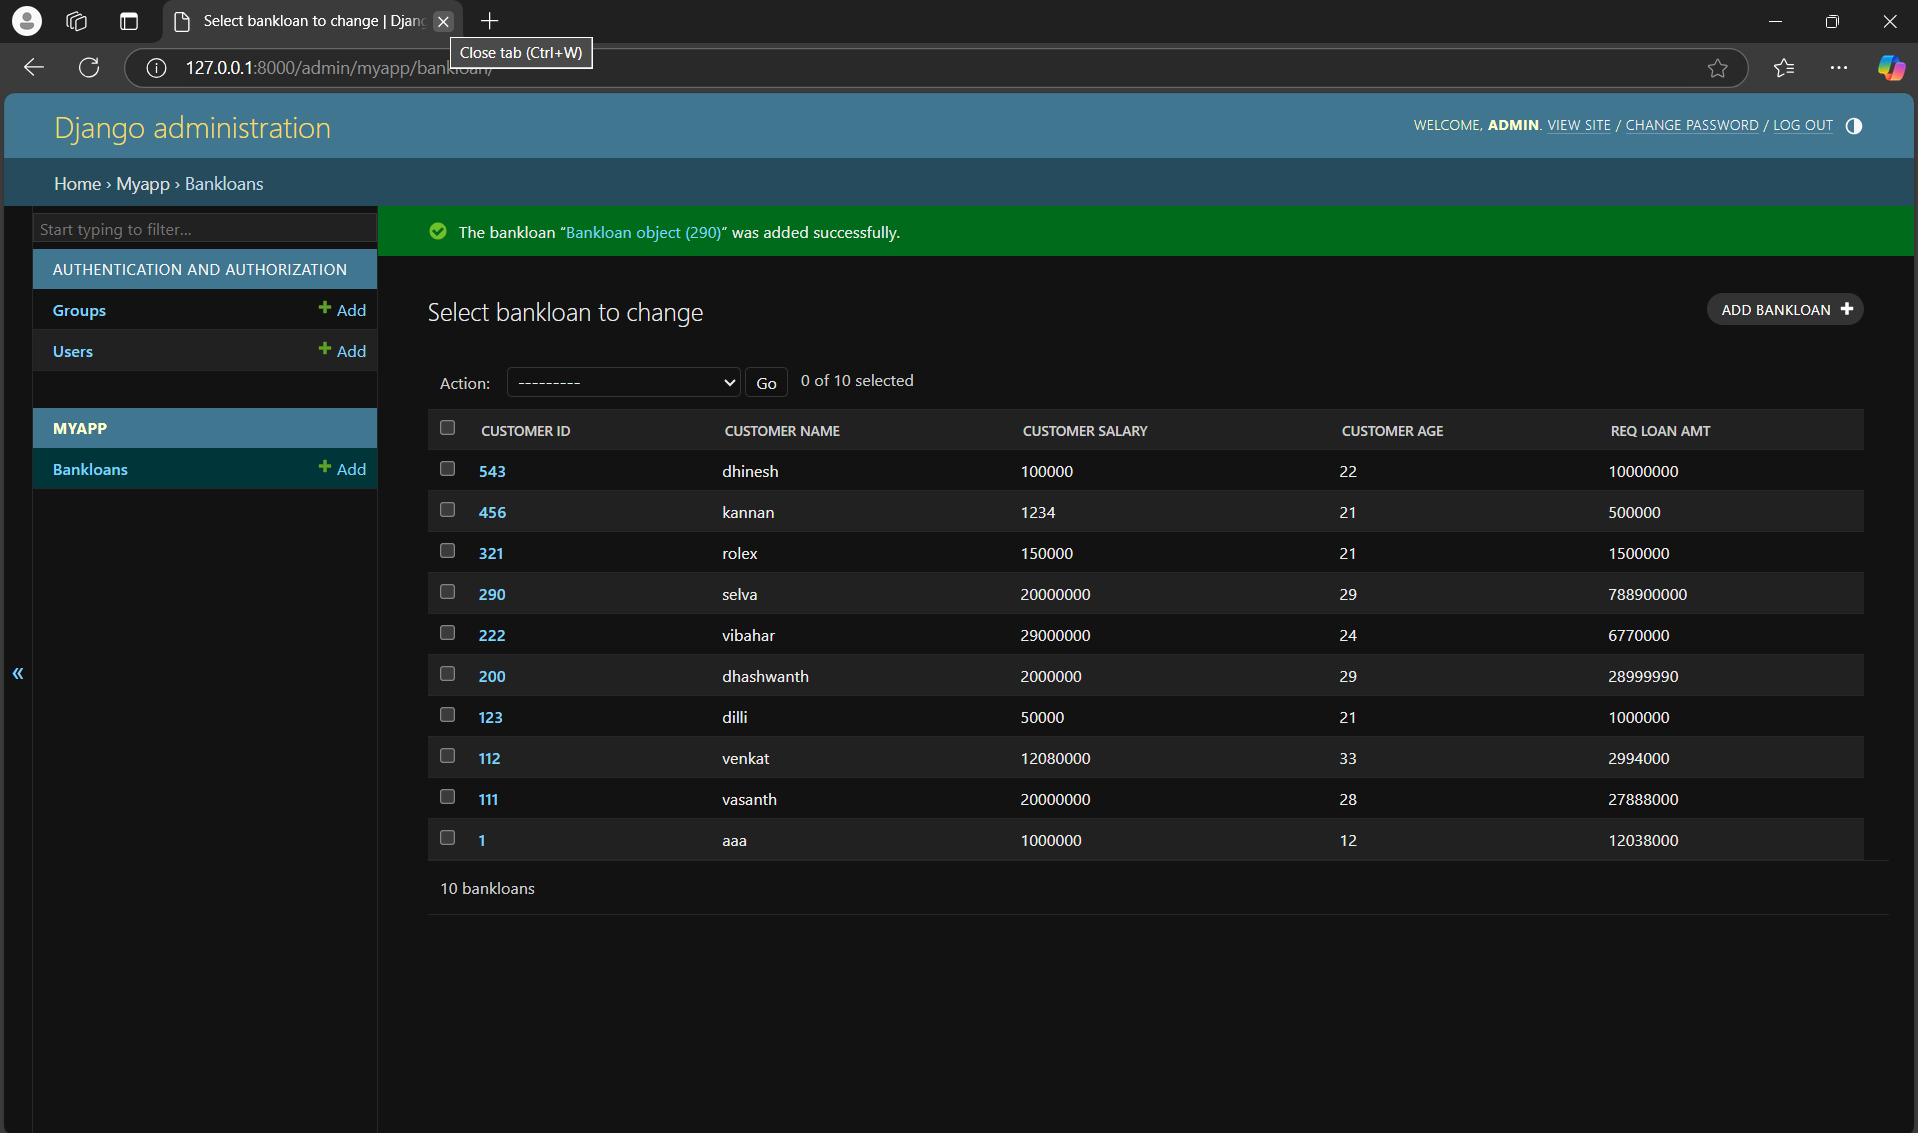 Select bankloan to change | Djang
Close tab (Ctrl+W)
127.0.0.1:8000/admin/myapp/bankloan/
Django administration
WELCOME, ADMIN. VIEW SITE / CHANGE PASSWORD / LOG OUT
Home › Myapp › Bankloans
Start typing to filter...
The bankloan “Bankloan object (290)” was added successfully.
AUTHENTICATION AND AUTHORIZATION
Groups Add
Users Add
MYAPP
Bankloans Add
«
Select bankloan to change
ADD BANKLOAN +
Action: --------- Go 0 of 10 selected
CUSTOMER ID CUSTOMER NAME CUSTOMER SALARY CUSTOMER AGE REQ LOAN AMT
543 dhinesh 100000 22 10000000
456 kannan 1234 21 500000
321 rolex 150000 21 1500000
290 selva 20000000 29 788900000
222 vibahar 29000000 24 6770000
200 dhashwanth 2000000 29 28999990
123 dilli 50000 21 1000000
112 venkat 12080000 33 2994000
111 vasanth 20000000 28 27888000
1 aaa 1000000 12 12038000
10 bankloans